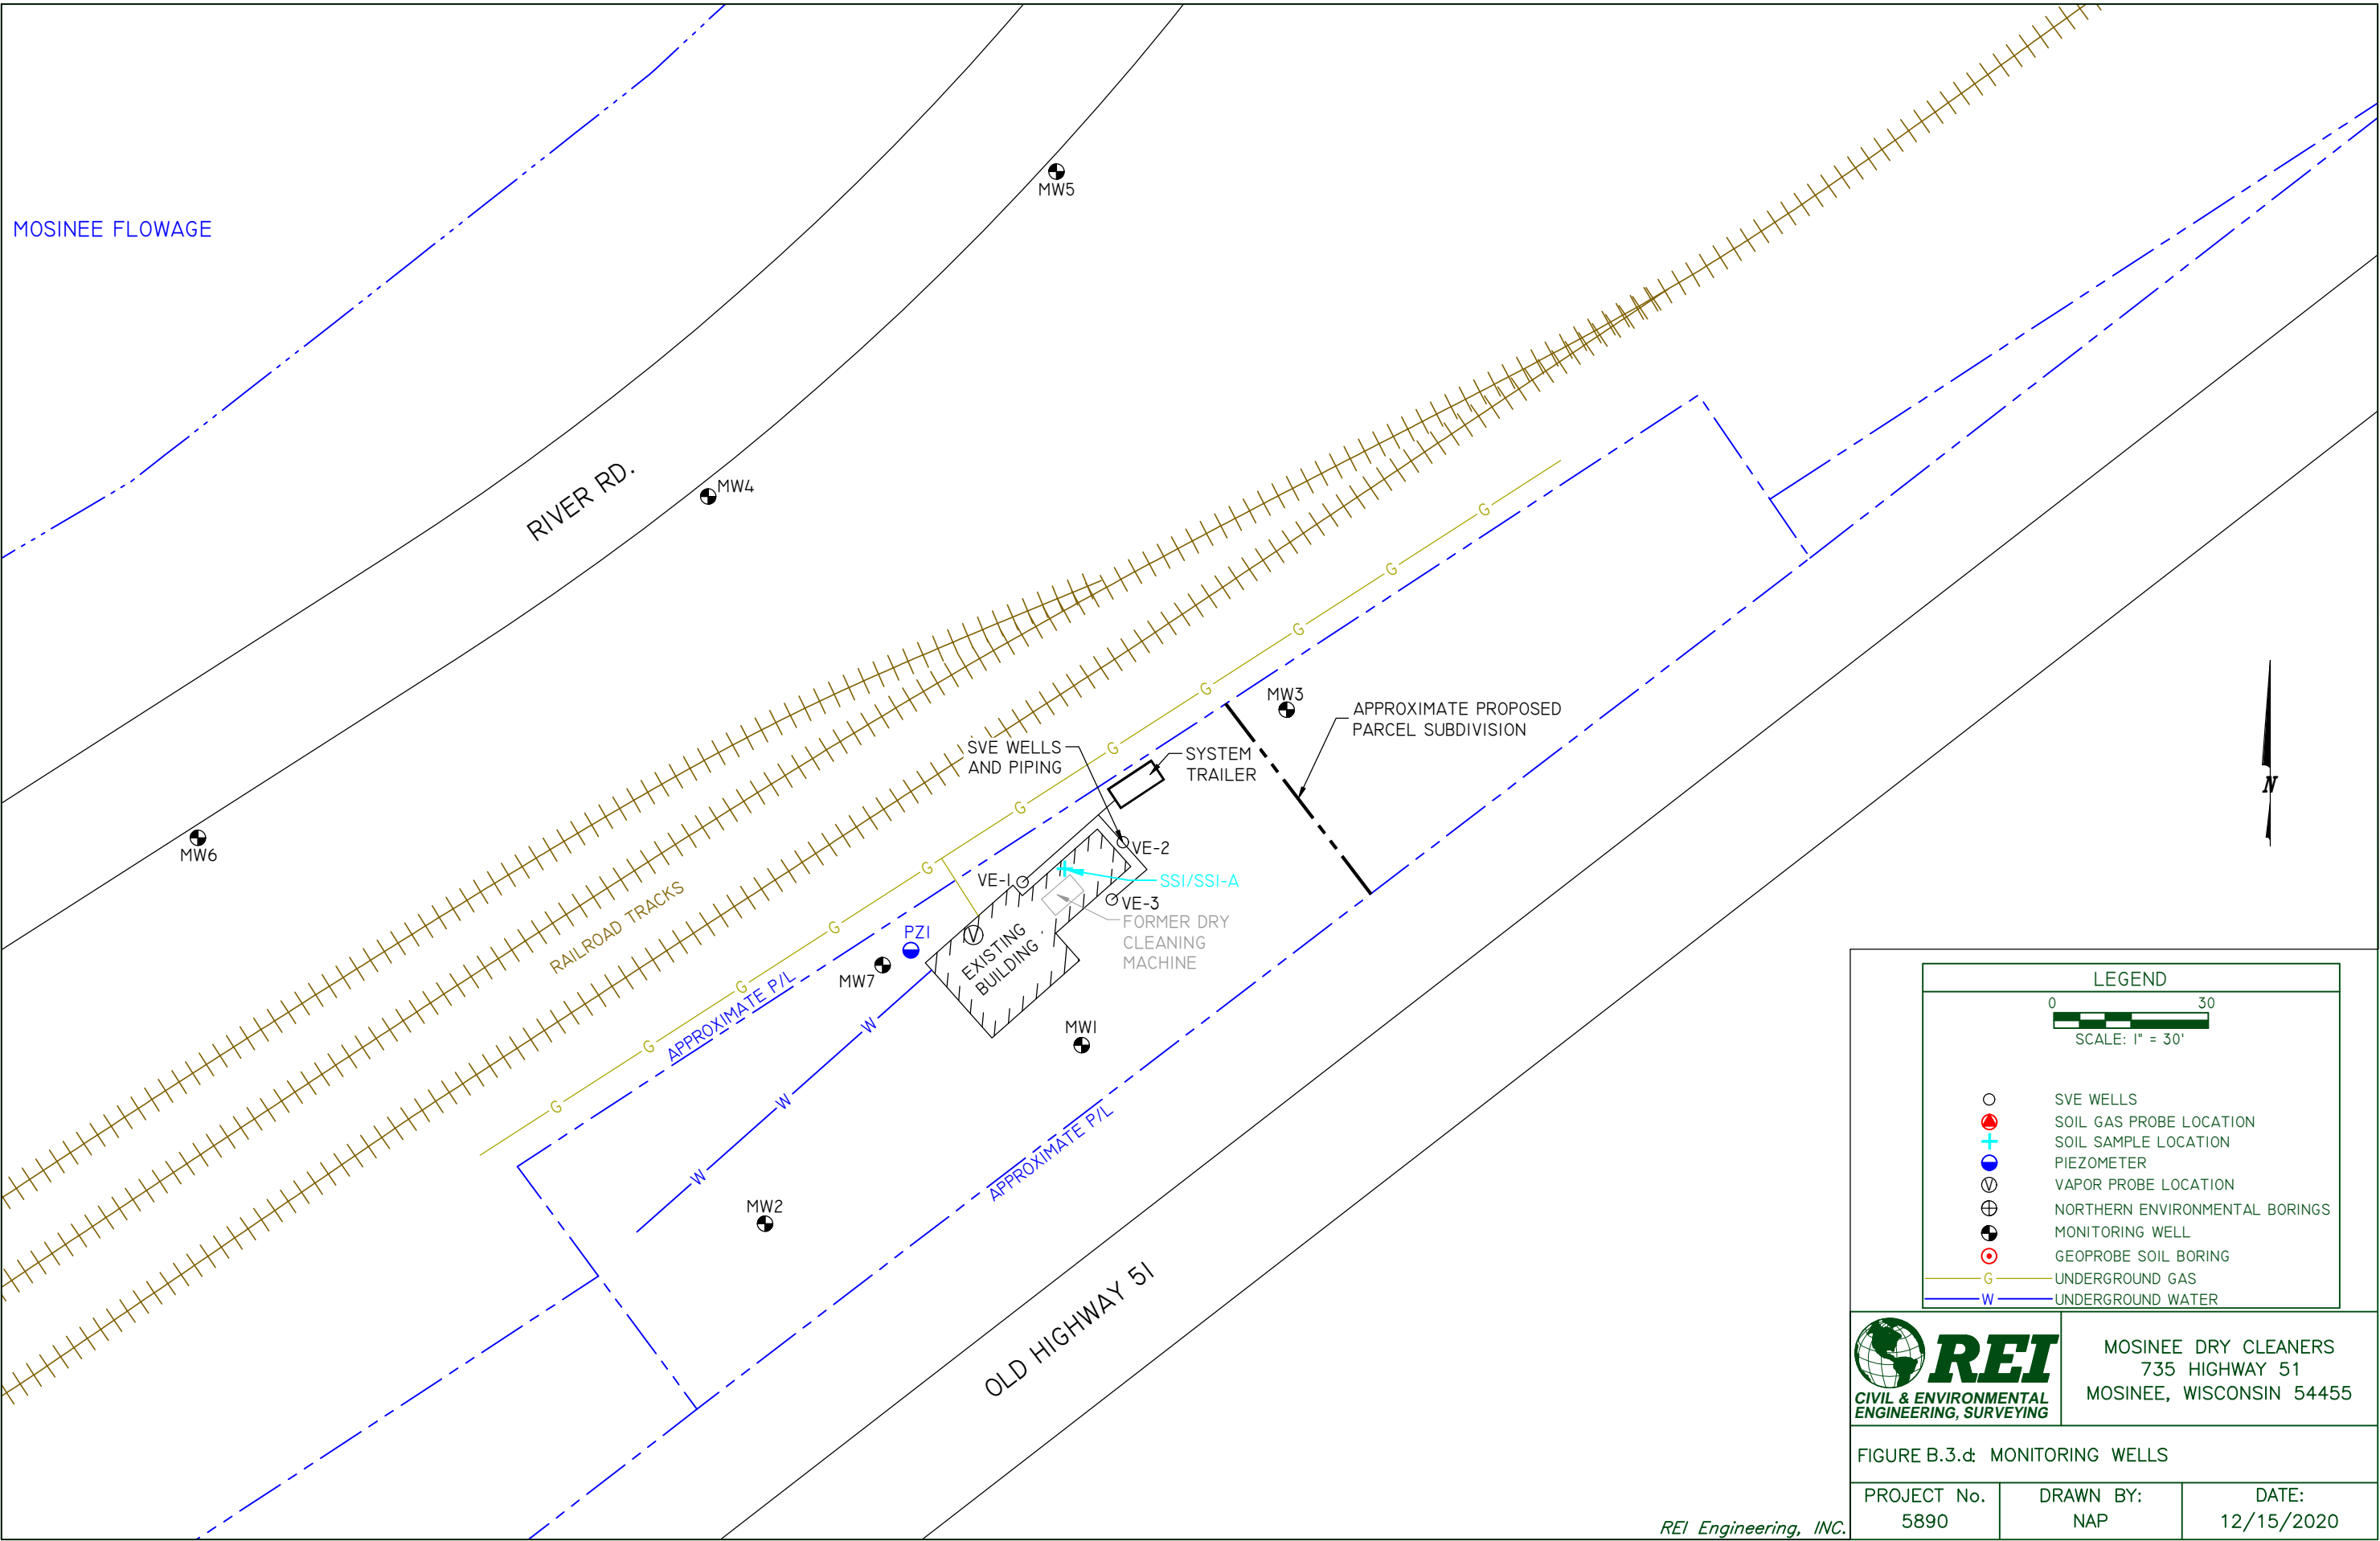 MOSINEE FLOWAGE
MW5
RIVER RD.
MW4
MW6
RAILROAD TRACKS
G
G
G
G
G
G
G
G
G
G
G
MW3
APPROXIMATE PROPOSED
PARCEL SUBDIVISION
SVE WELLS
AND PIPING
SYSTEM
TRAILER
VE-1
VE-2
VE-3
SS1/SS1-A
FORMER DRY
CLEANING
MACHINE
V
EXISTING
BUILDING
PZ1
MW7
MW1
APPROXIMATE P/L
W
W
W
MW2
APPROXIMATE P/L
OLD HIGHWAY 51
N
LEGEND
0 30
SCALE: 1" = 30'
SVE WELLS
SOIL GAS PROBE LOCATION
SOIL SAMPLE LOCATION
PIEZOMETER
V VAPOR PROBE LOCATION
NORTHERN ENVIRONMENTAL BORINGS
MONITORING WELL
GEOPROBE SOIL BORING
G UNDERGROUND GAS
W UNDERGROUND WATER
REI
CIVIL & ENVIRONMENTAL
ENGINEERING, SURVEYING
MOSINEE DRY CLEANERS
735 HIGHWAY 51
MOSINEE, WISCONSIN 54455
FIGURE B.3.d: MONITORING WELLS
PROJECT No.
5890
DRAWN BY:
NAP
DATE:
12/15/2020
REI Engineering, INC.